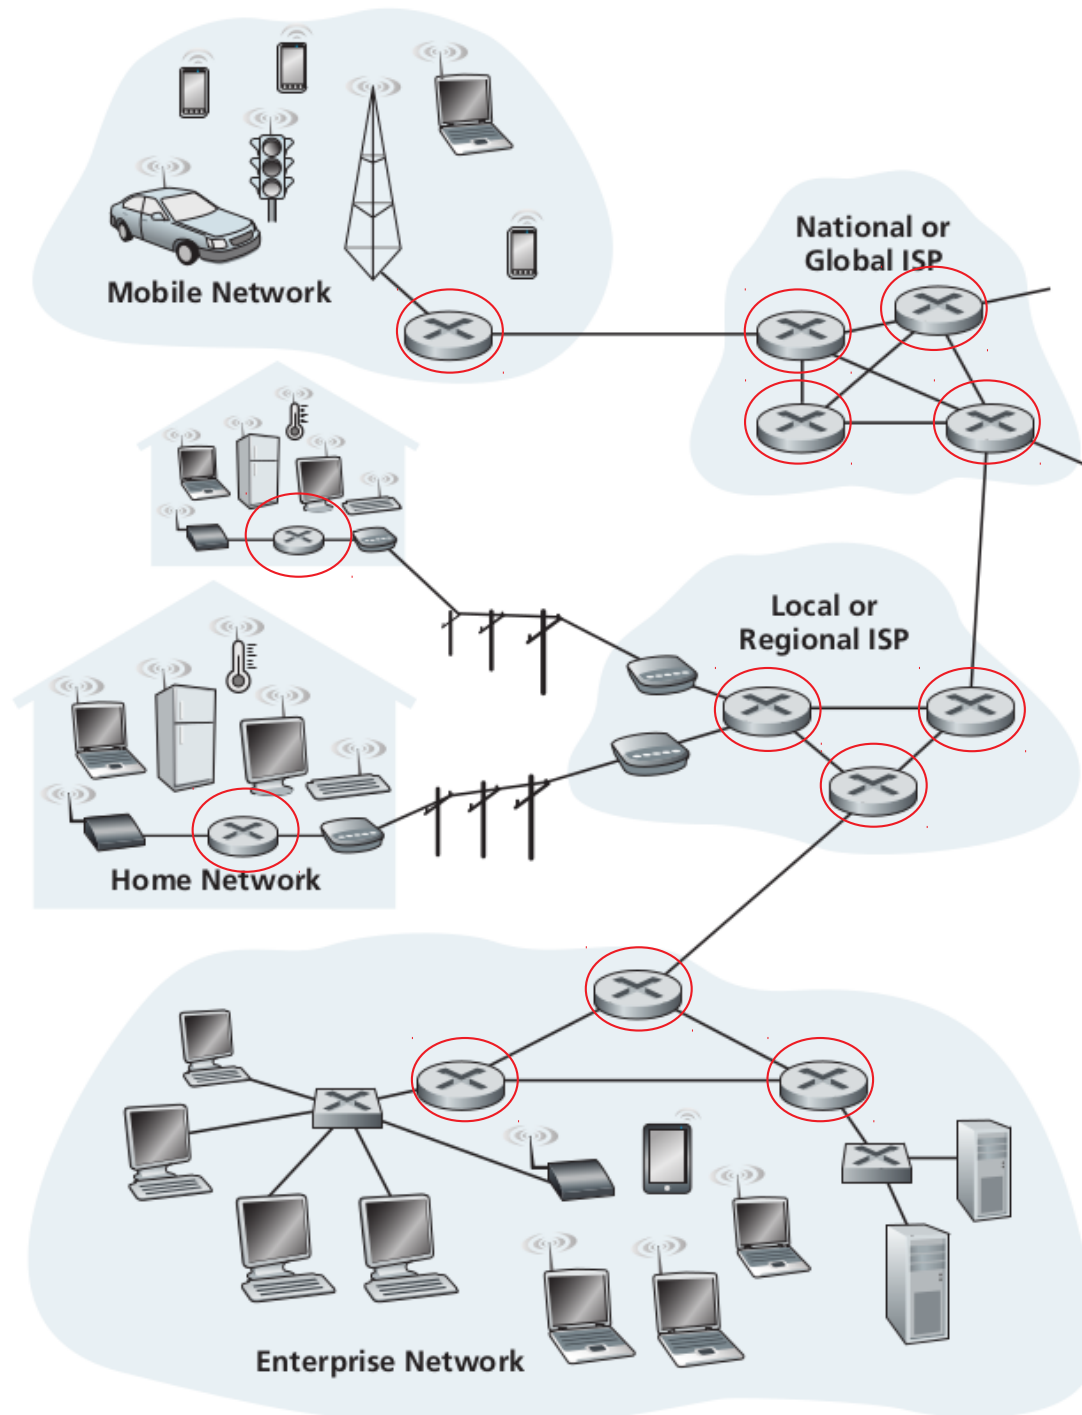 National or
Global ISP
Mobile Network
Local or
Regional ISP
Home Network
Enterprise Network